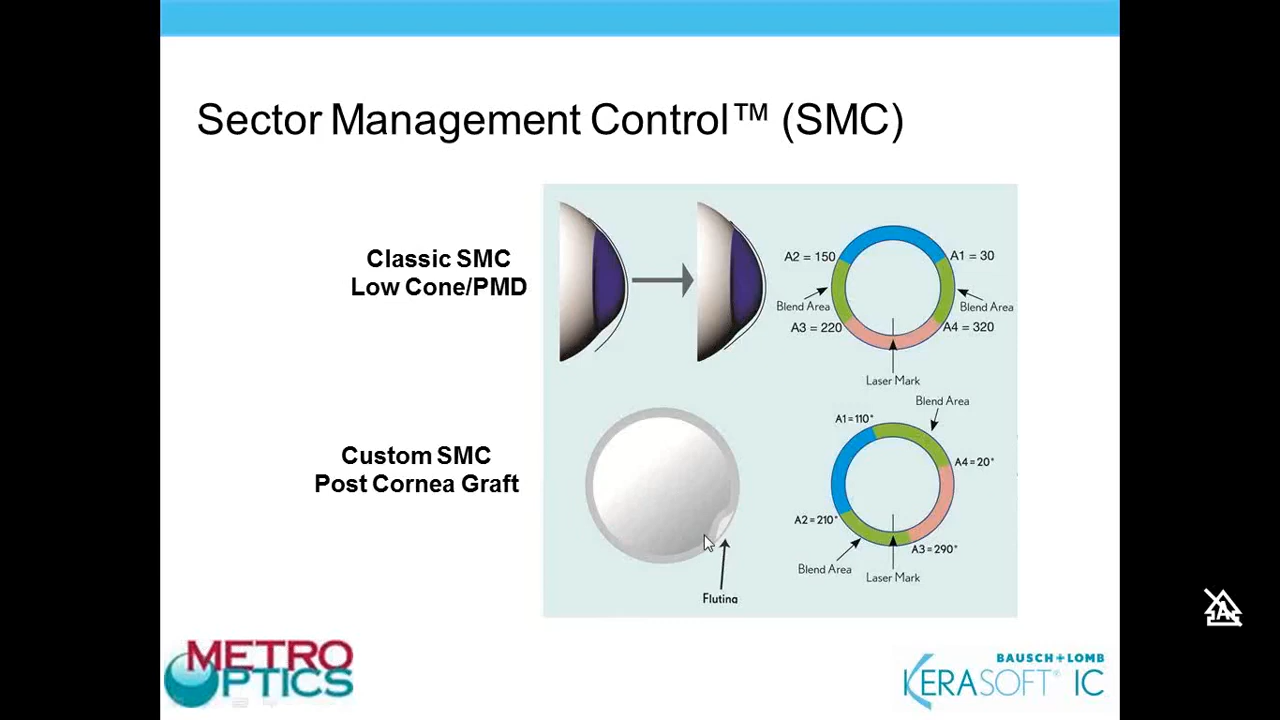 Sector Management Control™ (SMC)
Classic SMC
Low Cone/PMD
A2 = 150
A1 = 30
Blend Area
Blend Area
A3 = 220
A4 = 320
Laser Mark
Custom SMC
Post Cornea Graft
Fluting
Blend Area
A1=110°
A4=20°
A2=210°
A3=290°
Blend Area
Laser Mark
METRO
OPTICS
BAUSCH+LOMB
KERASOFT® IC
A